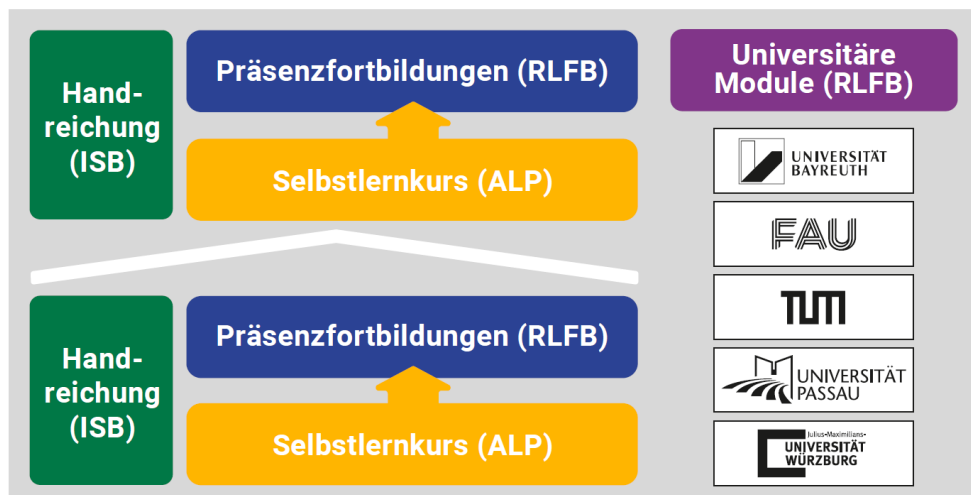 Hand-
reichung
(ISB)
Präsenzfortbildungen (RLFB)
Selbstlernkurs (ALP)
Hand-
reichung
(ISB)
Präsenzfortbildungen (RLFB)
Selbstlernkurs (ALP)
Universitäre
Module (RLFB)
UNIVERSITÄT
BAYREUTH
FAU
TUM
UNIVERSITÄT
PASSAU
Julius-Maximilians-
UNIVERSITÄT
WÜRZBURG